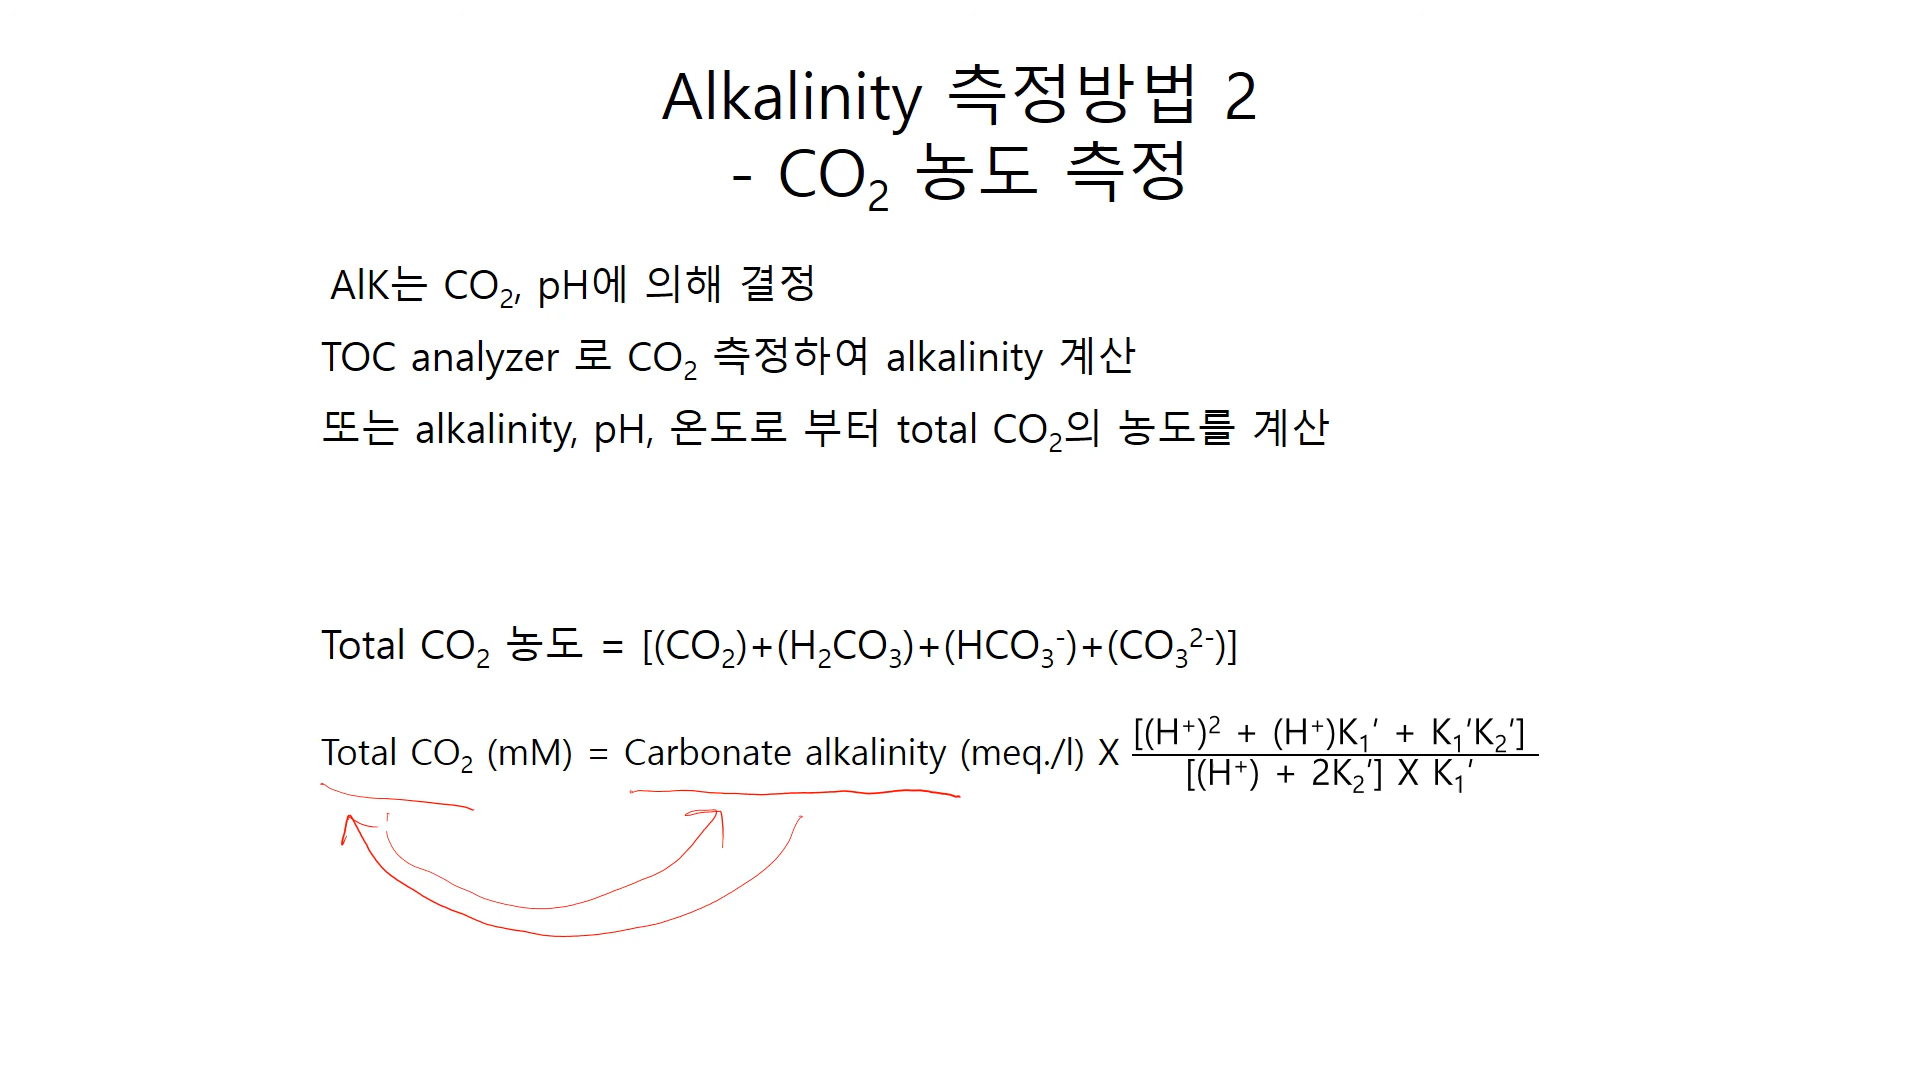 Alkalinity 측정방법 2
- CO₂ 농도 측정
AlK는 CO₂, pH에 의해 결정
TOC analyzer 로 CO₂ 측정하여 alkalinity 계산
또는 alkalinity, pH, 온도로 부터 total CO₂의 농도를 계산
Total CO₂ 농도 = [(CO₂)+(H₂CO₃)+(HCO₃⁻)+(CO₃²⁻)]
Total CO₂ (mM) = Carbonate alkalinity (meq./l) X
[(H⁺)² + (H⁺)K₁′ + K₁′K₂′]
[(H⁺) + 2K₂′] X K₁′